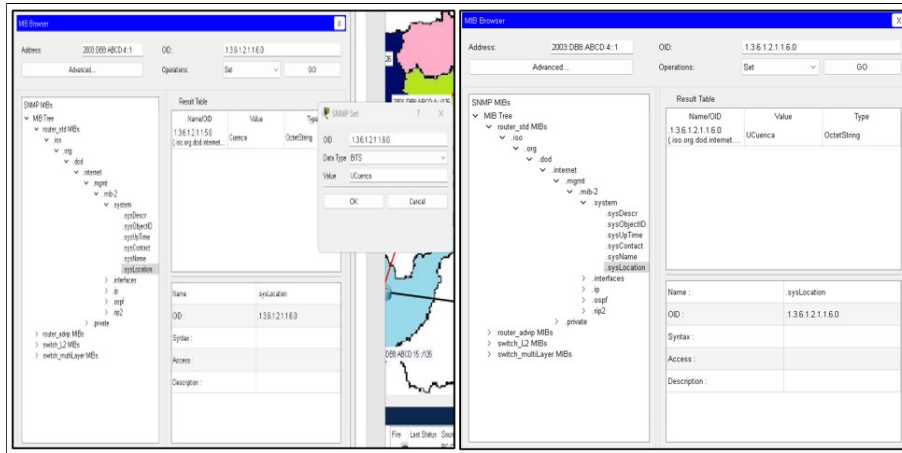 MIB Browser X
Address: 2003:DB8:ABCD:4::1 OID: .1.3.6.1.2.1.1.6.0
Advanced... Operations: Set GO
SNMP MIBs
MIB Tree
router_std MIBs
.iso
.org
.dod
.internet
.mgmt
.mib-2
.system
.sysDescr
.sysObjectID
.sysUpTime
.sysContact
.sysName
.sysLocation
.interfaces
.ip
.ospf
.rip2
.private
router_advip MIBs
switch_L2 MIBs
switch_multiLayer MIBs
Result Table
Name/OID Value Type
.1.3.6.1.2.1.1.5.0 Cuenca OctetString
(.iso.org.dod.internet....
Name : .sysLocation
OID : .1.3.6.1.2.1.1.6.0
Syntax :
Access :
Description :
SNMP Set ? X
OID .1.3.6.1.2.1.1.6.0
Data Type BITS
Value UCuenca
OK Cancel
Fire Last Status
MIB Browser X
Address: 2003:DB8:ABCD:4::1 OID: .1.3.6.1.2.1.1.6.0
Advanced... Operations: Set GO
SNMP MIBs
MIB Tree
router_std MIBs
.iso
.org
.dod
.internet
.mgmt
.mib-2
.system
.sysDescr
.sysObjectID
.sysUpTime
.sysContact
.sysName
.sysLocation
.interfaces
.ip
.ospf
.rip2
.private
router_advip MIBs
switch_L2 MIBs
switch_multiLayer MIBs
Result Table
Name/OID Value Type
.1.3.6.1.2.1.1.6.0 UCuenca OctetString
(.iso.org.dod.internet....
Name : .sysLocation
OID : .1.3.6.1.2.1.1.6.0
Syntax :
Access :
Description :